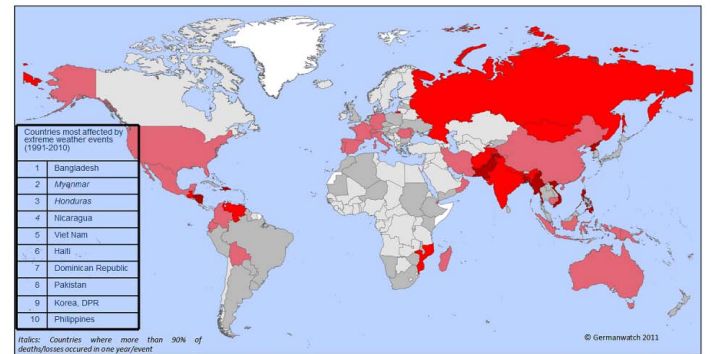 Countries most affected by
extreme weather events
(1991-2010)
1 Bangladesh
2 Myanmar
3 Honduras
4 Nicaragua
5 Viet Nam
6 Haiti
7 Dominican Republic
8 Pakistan
9 Korea, DPR
10 Philippines
Italics: Countries where more than 90% of
deaths/losses occured in one year/event
© Germanwatch 2011